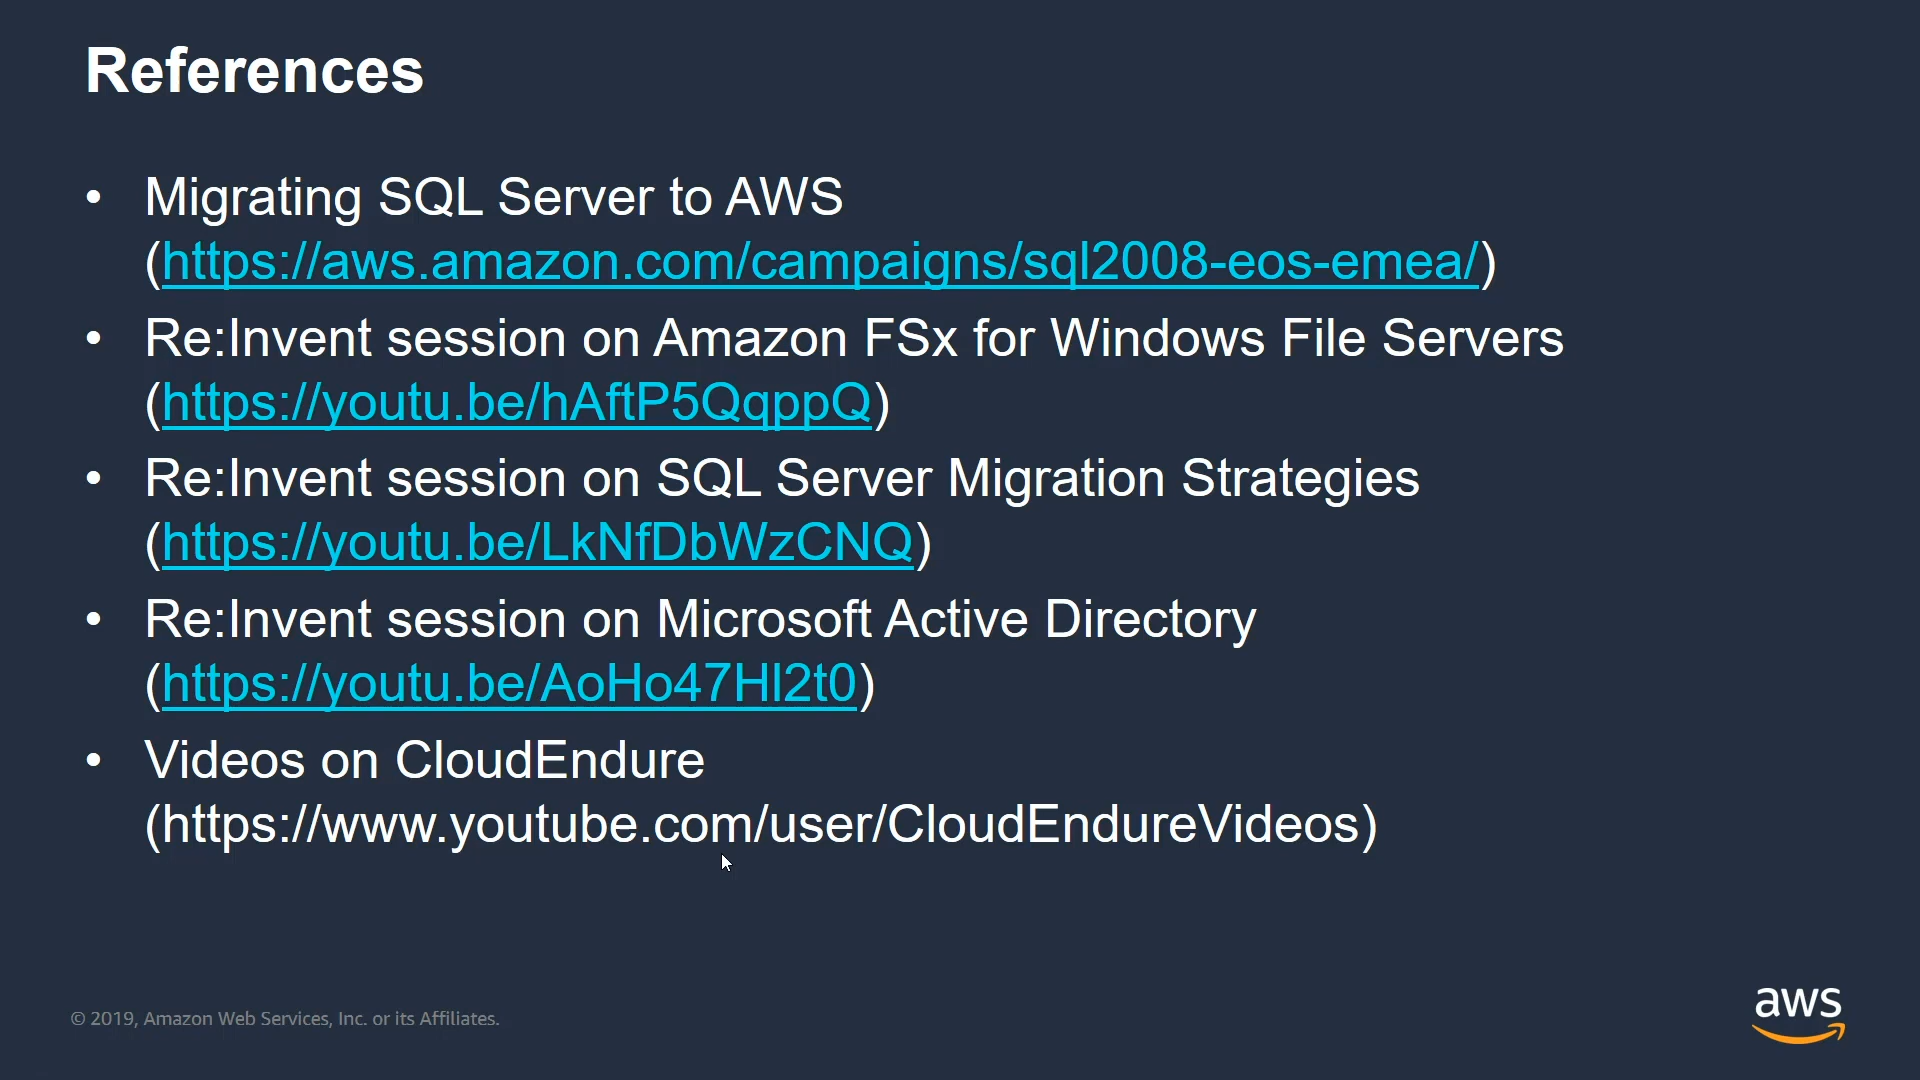 References
• Migrating SQL Server to AWS
(https://aws.amazon.com/campaigns/sql2008-eos-emea/)
• Re:Invent session on Amazon FSx for Windows File Servers
(https://youtu.be/hAftP5QqppQ)
• Re:Invent session on SQL Server Migration Strategies
(https://youtu.be/LkNfDbWzCNQ)
• Re:Invent session on Microsoft Active Directory
(https://youtu.be/AoHo47Hl2t0)
• Videos on CloudEndure
(https://www.youtube.com/user/CloudEndureVideos)
© 2019, Amazon Web Services, Inc. or its Affiliates.
aws